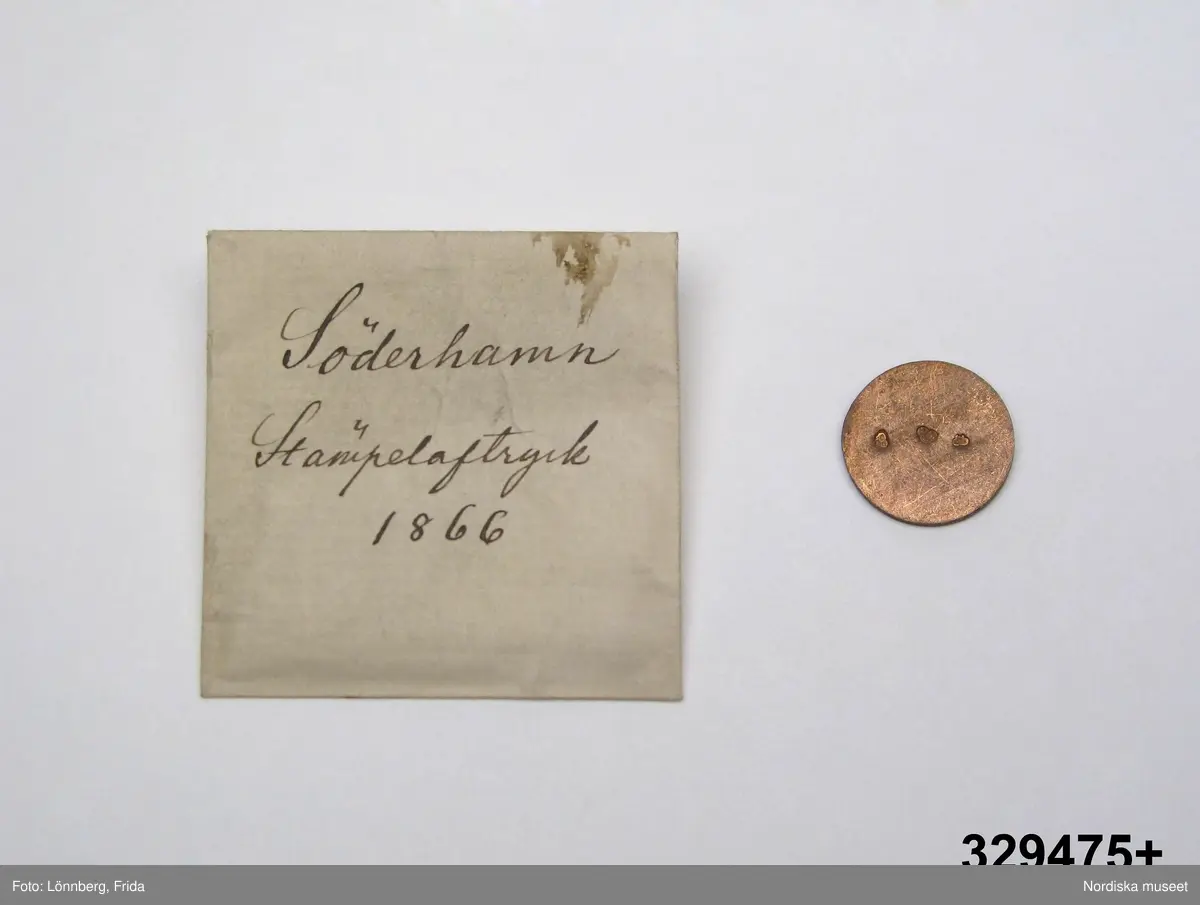 Söderhamn
Stämpelaftryck
1866
329475+
Foto: Lönnberg, Frida
Nordiska museet